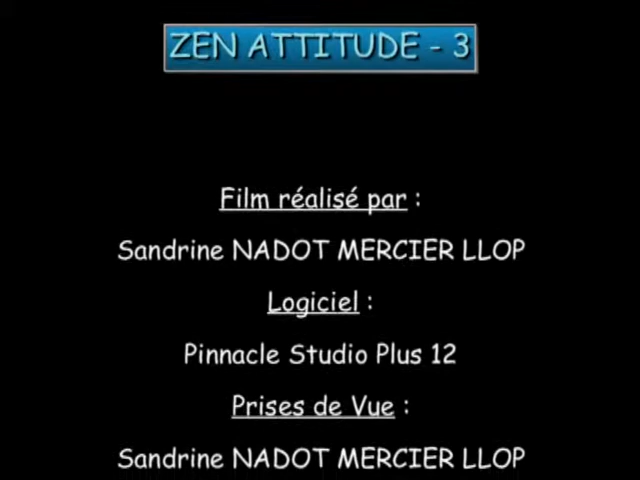 ZEN ATTITUDE - 3
Film réalisé par :
Sandrine NADOT MERCIER LLOP
Logiciel :
Pinnacle Studio Plus 12
Prises de Vue :
Sandrine NADOT MERCIER LLOP